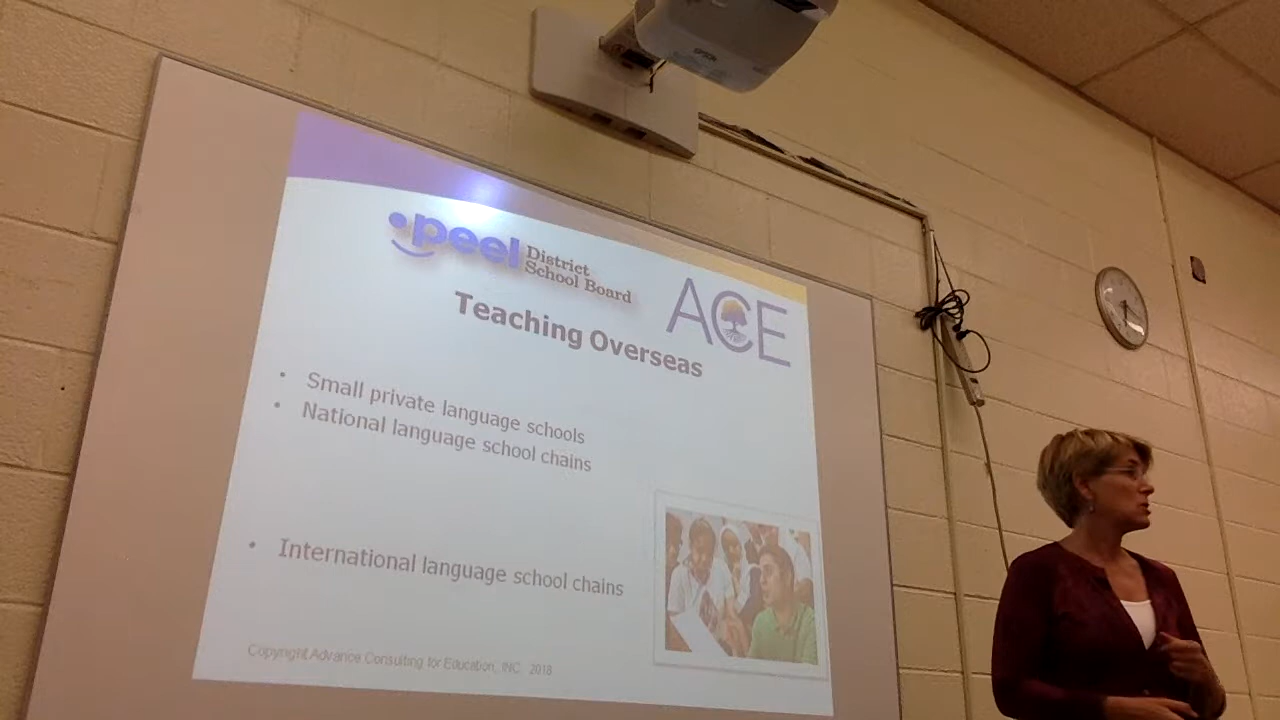 EPSON
peel District
School Board
ACE
Teaching Overseas
• Small private language schools
• National language school chains
• International language school chains
Copyright Advance Consulting for Education, INC. 2018